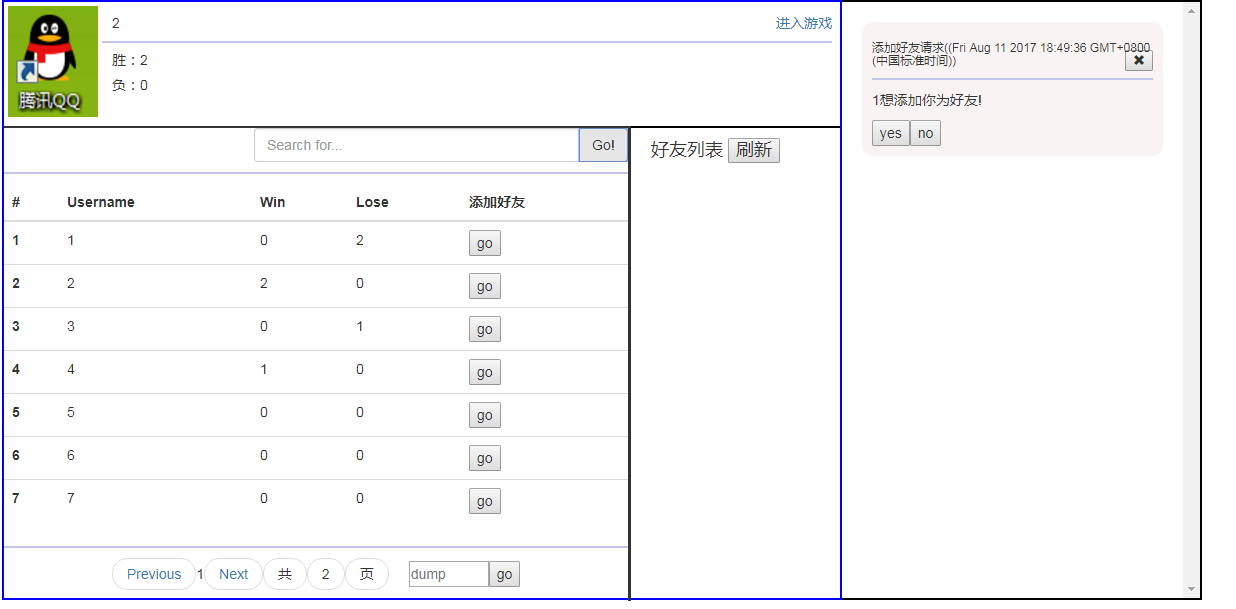 腾讯QQ
2 进入游戏
胜：2
负：0
Search for... Go!
# Username Win Lose 添加好友
1 1 0 2 go
2 2 2 0 go
3 3 0 1 go
4 4 1 0 go
5 5 0 0 go
6 6 0 0 go
7 7 0 0 go
Previous 1 Next 共 2 页 dump go
好友列表 刷新
添加好友请求((Fri Aug 11 2017 18:49:36 GMT+0800
(中国标准时间))
✖
1想添加你为好友!
yes no